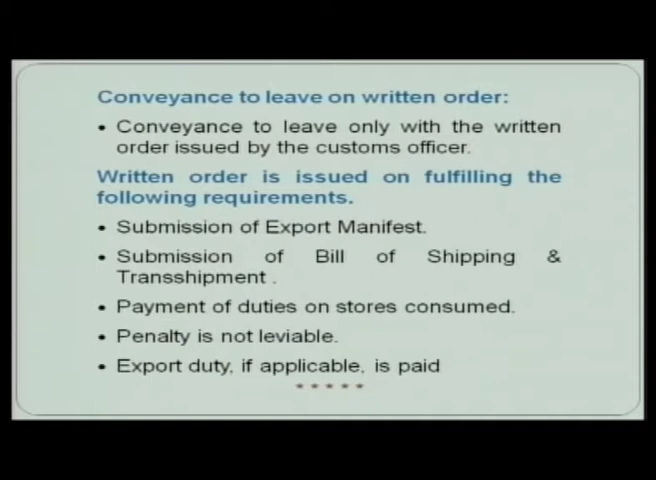 Conveyance to leave on written order:
• Conveyance to leave only with the written
order issued by the customs officer.
Written order is issued on fulfilling the
following requirements.
• Submission of Export Manifest.
• Submission of Bill of Shipping &
Transshipment .
• Payment of duties on stores consumed.
• Penalty is not leviable.
• Export duty, if applicable, is paid
* * * * *